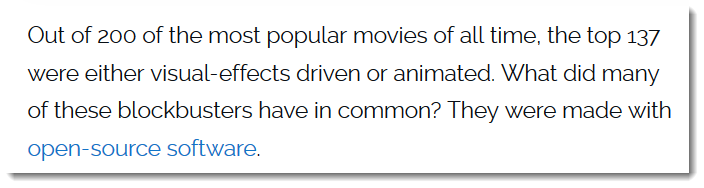 Out of 200 of the most popular movies of all time, the top 137
were either visual-effects driven or animated. What did many
of these blockbusters have in common? They were made with
open-source software.